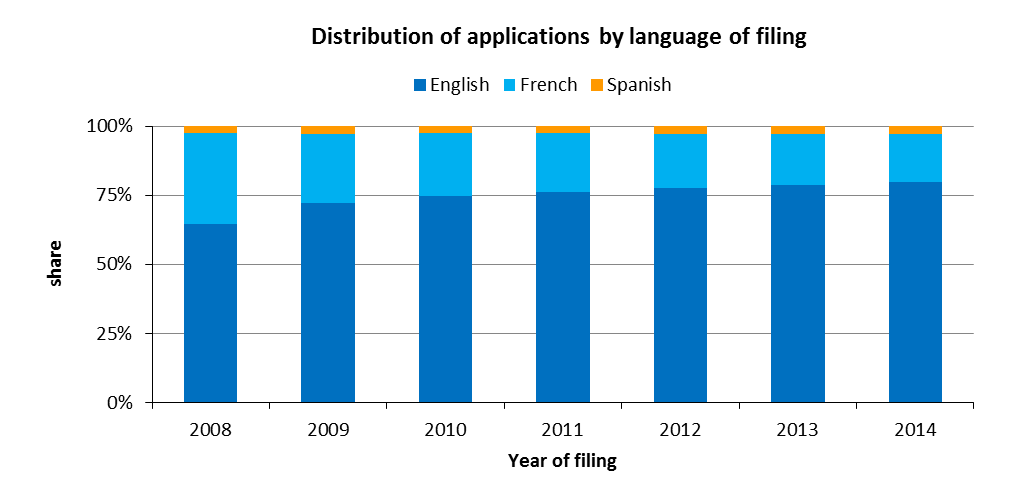 Distribution of applications by language of filing
English French Spanish
100%
75%
50%
25%
0%
share
2008 2009 2010 2011 2012 2013 2014
Year of filing